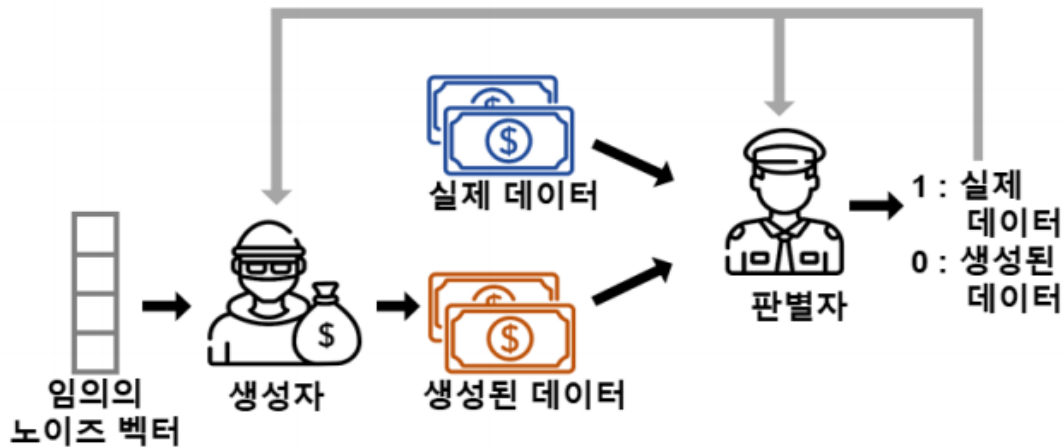 $
$
실제 데이터
1 : 실제
데이터
0 : 생성된
데이터
판별자
$
$
$
생성된 데이터
생성자
임의의
노이즈 벡터